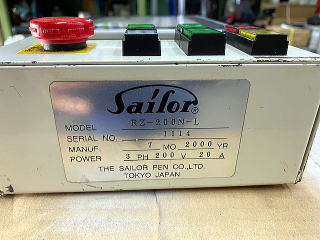 Sailor®
MODEL RZ-200N-L
SERIAL NO. 1114
MANUF. 7 MO. 2000 YR
POWER 3 PH 200 V 20 A
THE SAILOR PEN CO., LTD.
TOKYO JAPAN